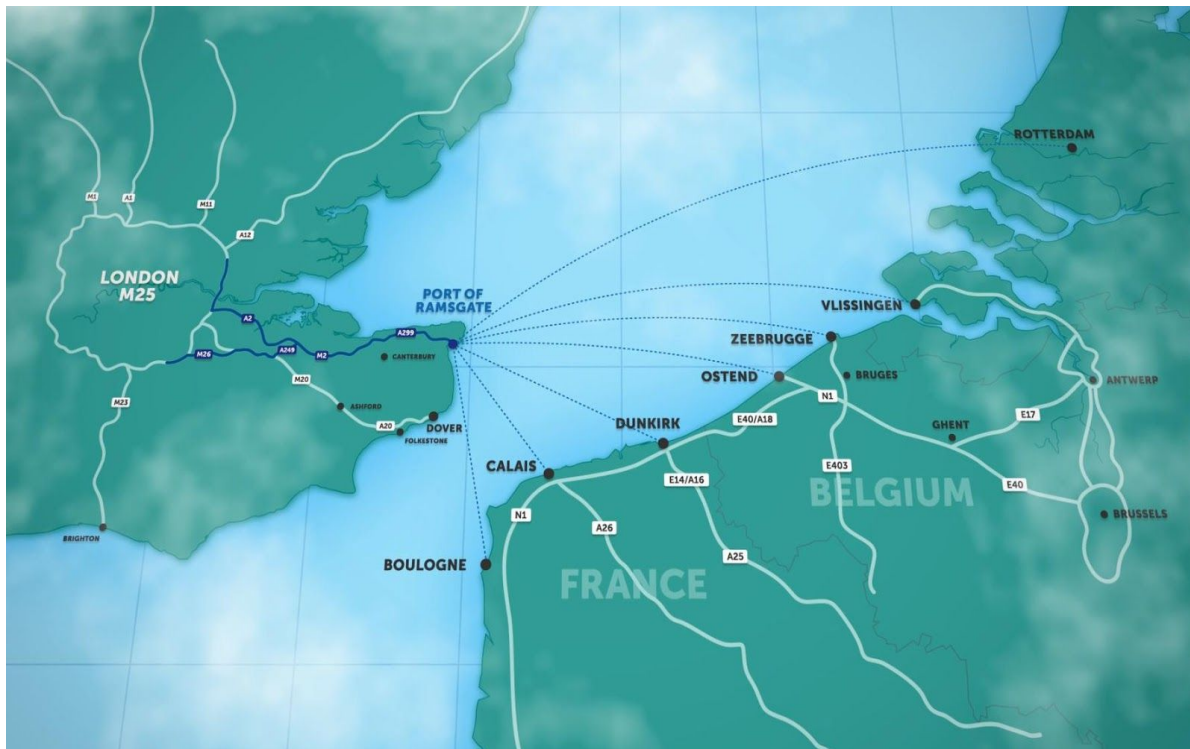 ROTTERDAM
M1
A1
M11
A12
LONDON
M25
PORT OF
RAMSGATE
VLISSINGEN
A2
A299
ZEEBRUGGE
M26
A249
M2
CANTERBURY
OSTEND
BRUGES
ANTWERP
M20
M23
ASHFORD
N1
A20
DOVER
FOLKESTONE
DUNKIRK
E40/A18
GHENT
E17
CALAIS
E14/A16
E403
BELGIUM
E40
N1
A26
BRUSSELS
BRIGHTON
BOULOGNE
A25
FRANCE